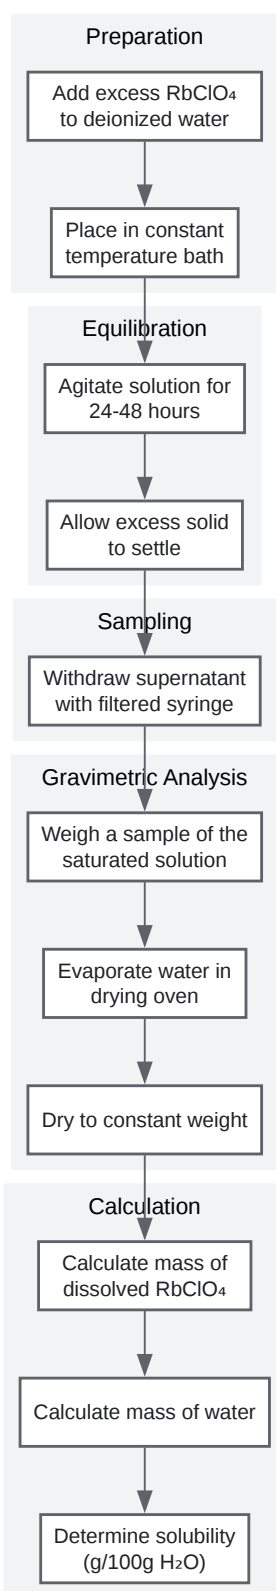 Preparation
Add excess RbClO₄
to deionized water
Place in constant
temperature bath
Equilibration
Agitate solution for
24-48 hours
Allow excess solid
to settle
Sampling
Withdraw supernatant
with filtered syringe
Gravimetric Analysis
Weigh a sample of the
saturated solution
Evaporate water in
drying oven
Dry to constant weight
Calculation
Calculate mass of
dissolved RbClO₄
Calculate mass of water
Determine solubility
(g/100g H₂O)